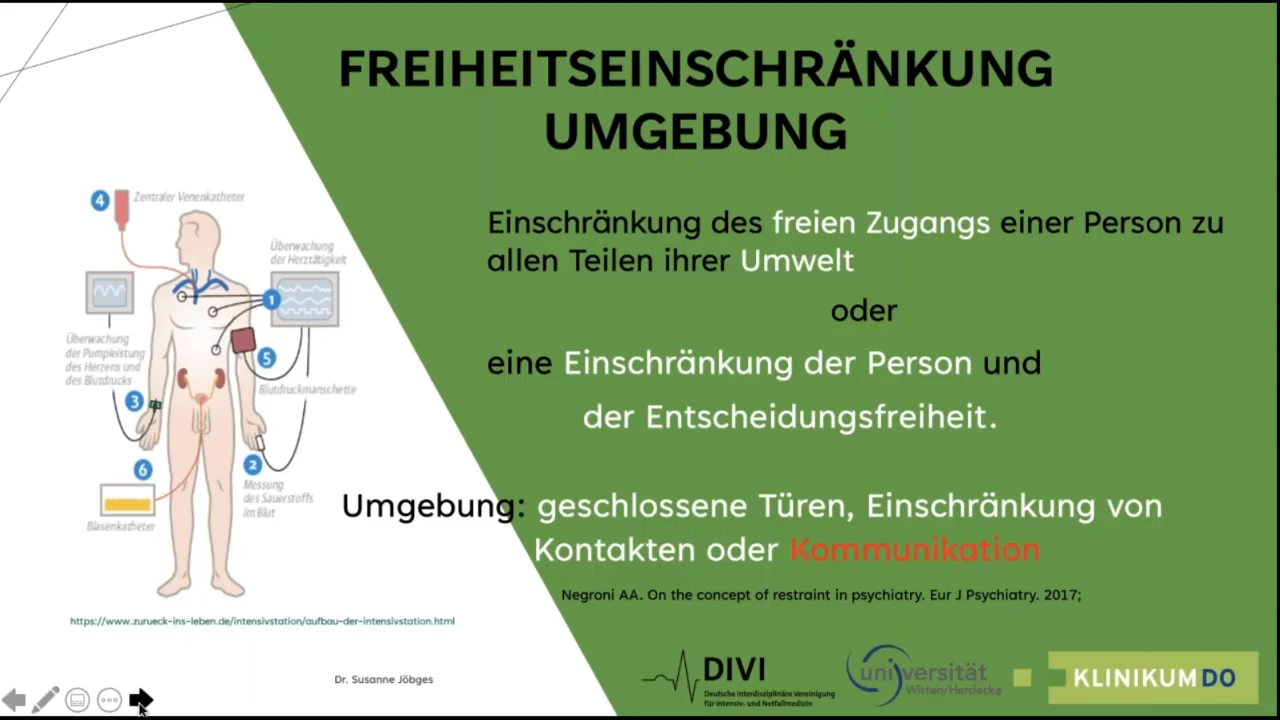 FREIHEITSEINSCHRÄNKUNG
UMGEBUNG
Einschränkung des freien Zugangs einer Person zu
allen Teilen ihrer Umwelt
oder
eine Einschränkung der Person und
der Entscheidungsfreiheit.
Umgebung: geschlossene Türen, Einschränkung von
Kontakten oder Kommunikation
Negroni AA. On the concept of restraint in psychiatry. Eur J Psychiatry. 2017;
4
Zentraler Venenkatheter
Überwachung
der Herztätigkeit
1
Überwachung
der Pumpleistung
des Herzens und
des Blutdrucks
5
Blutdruckmanschette
3
6
2
Messung
des Sauerstoffs
im Blut
Blasenkatheter
https://www.zurueck-ins-leben.de/intensivstation/aufbau-der-intensivstation.html
Dr. Susanne Jöbges
DIVI
Deutsche Interdisziplinäre Vereinigung
für Intensiv- und Notfallmedizin
universität
Witten/Herdecke
KLINIKUMDO